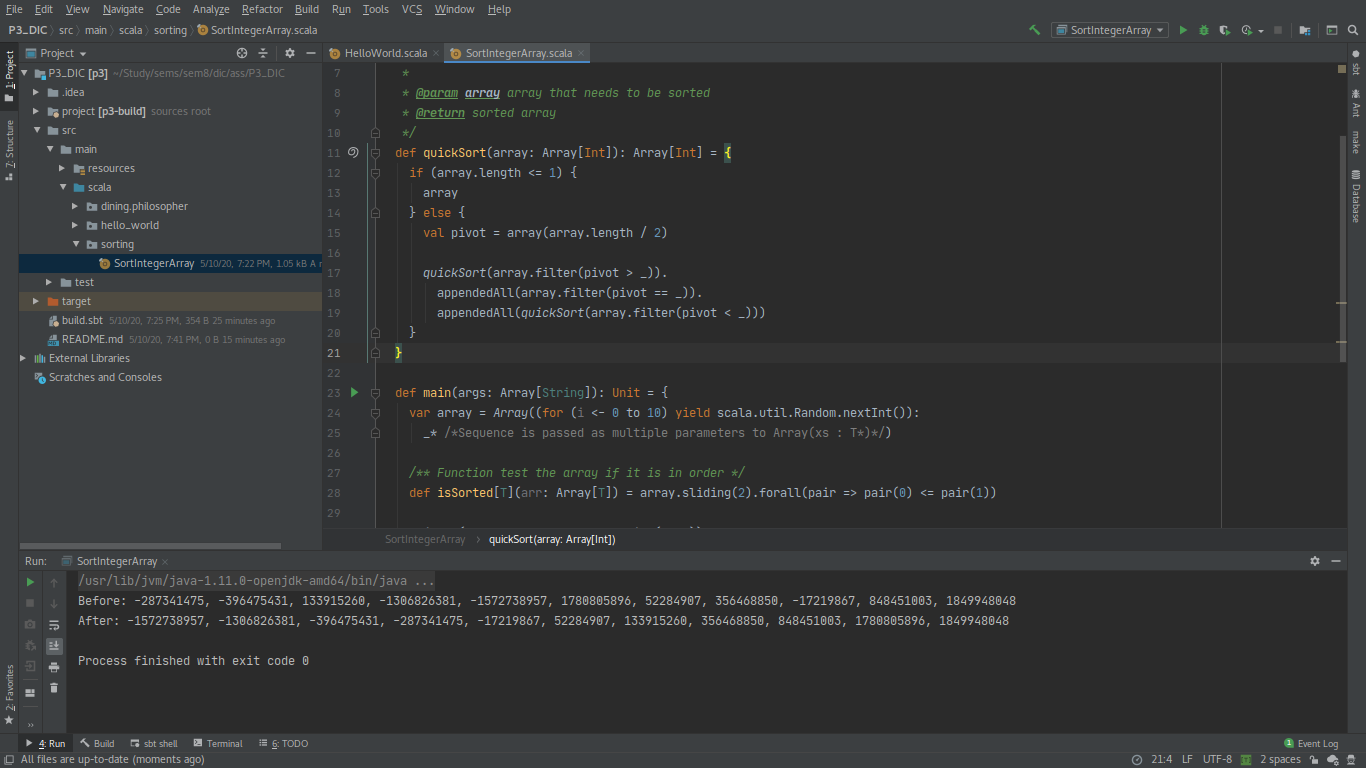 File Edit View Navigate Code Analyze Refactor Build Run Tools VCS Window Help
P3_DIC > src > main > scala > sorting > SortIntegerArray.scala
SortIntegerArray
1: Project
7: Structure
2: Favorites
Project
P3_DIC [p3] ~/Study/sems/sem8/dic/ass/P3_DIC
.idea
project [p3-build] sources root
src
main
resources
scala
dining.philosopher
hello_world
sorting
SortIntegerArray 5/10/20, 7:22 PM, 1.05 kB A
test
target
build.sbt 5/10/20, 7:25 PM, 354 B 25 minutes ago
README.md 5/10/20, 7:41 PM, 0 B 15 minutes ago
External Libraries
Scratches and Consoles
HelloWorld.scala × SortIntegerArray.scala ×
7 *
8 * @param array array that needs to be sorted
9 * @return sorted array
10 */
11 def quickSort(array: Array[Int]): Array[Int] = {
12 if (array.length <= 1) {
13 array
14 } else {
15 val pivot = array(array.length / 2)
16
17 quickSort(array.filter(pivot > _)).
18 appendedAll(array.filter(pivot == _)).
19 appendedAll(quickSort(array.filter(pivot < _)))
20 }
21 }
22
23 def main(args: Array[String]): Unit = {
24 var array = Array((for (i <- 0 to 10) yield scala.util.Random.nextInt()):
25 _* /*Sequence is passed as multiple parameters to Array(xs : T*)*/)
26
27 /** Function test the array if it is in order */
28 def isSorted[T](arr: Array[T]) = array.sliding(2).forall(pair => pair(0) <= pair(1))
29
SortIntegerArray > quickSort(array: Array[Int])
sbt
Ant
make
Database
Run: SortIntegerArray ×
/usr/lib/jvm/java-1.11.0-openjdk-amd64/bin/java ...
Before: -287341475, -396475431, 133915260, -1306826381, -1572738957, 1780805896, 52284907, 356468850, -17219867, 848451003, 1849948048
After: -1572738957, -1306826381, -396475431, -287341475, -17219867, 52284907, 133915260, 356468850, 848451003, 1780805896, 1849948048
Process finished with exit code 0
4: Run Build sbt shell Terminal 6: TODO 1 Event Log
All files are up-to-date (moments ago) 21:4 LF UTF-8 2 spaces